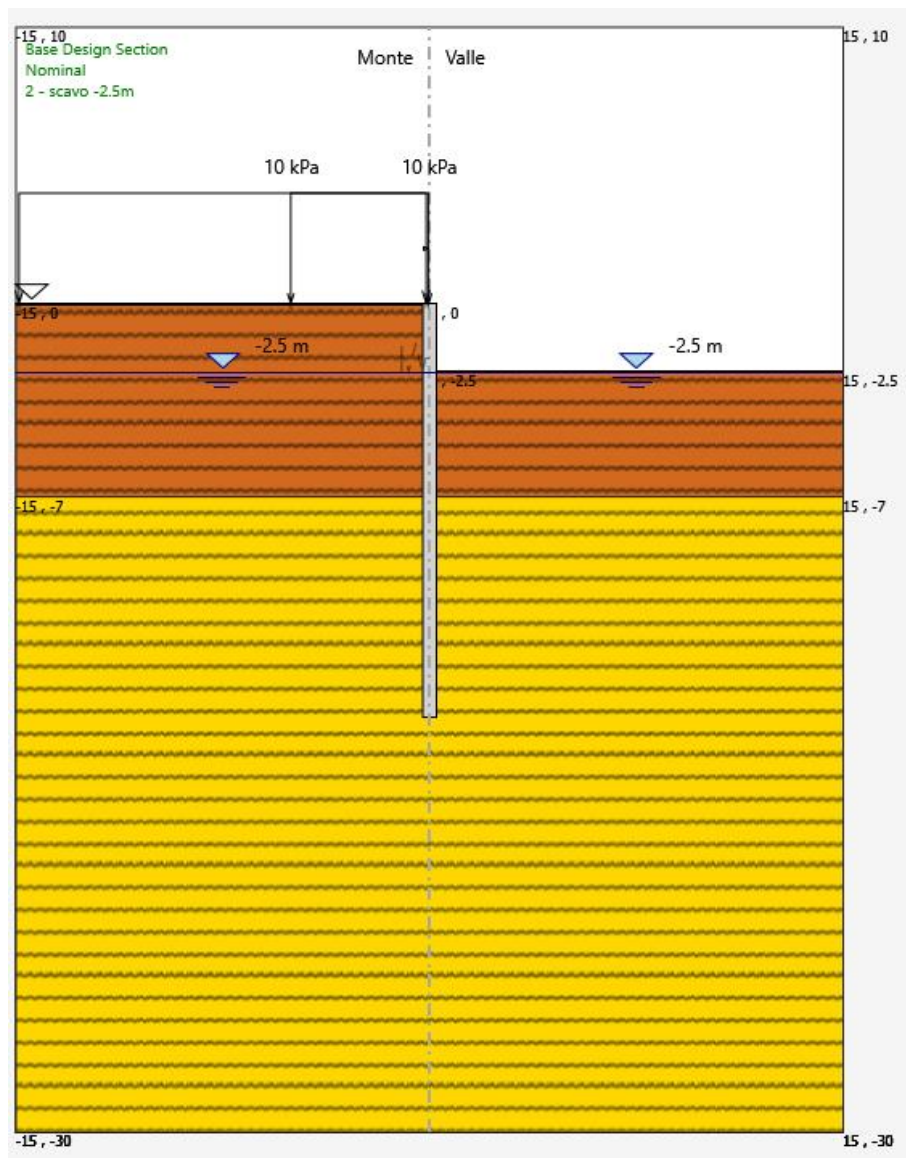 -15 , 10
15 , 10
Base Design Section
Nominal
2 - scavo -2.5m
Monte
Valle
10 kPa
10 kPa
-15 , 0
, 0
-2.5 m
-2.5 m
, -2.5
15 , -2.5
-15 , -7
15 , -7
-15 , -30
15 , -30